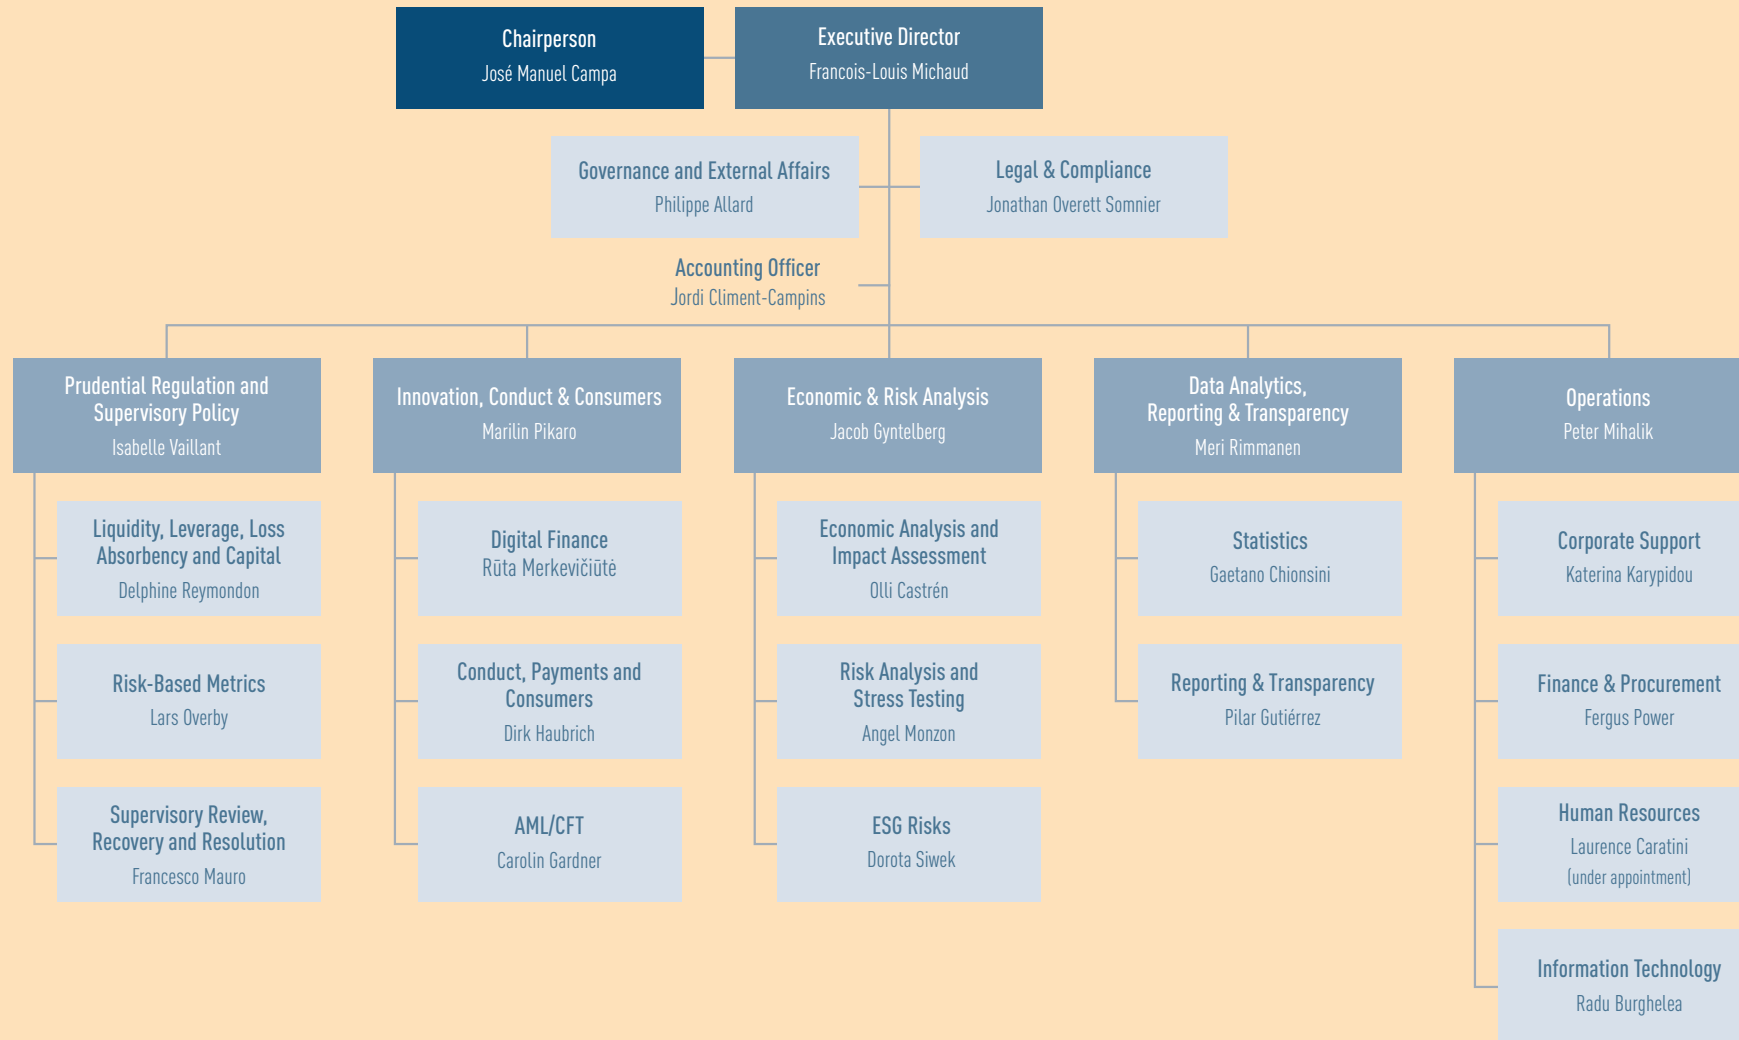 Chairperson
José Manuel Campa
Executive Director
Francois-Louis Michaud
Governance and External Affairs
Philippe Allard
Legal & Compliance
Jonathan Overett Somnier
Accounting Officer
Jordi Climent-Campins
Prudential Regulation and
Supervisory Policy
Isabelle Vaillant
Liquidity, Leverage, Loss
Absorbency and Capital
Delphine Reymondon
Risk-Based Metrics
Lars Overby
Supervisory Review,
Recovery and Resolution
Francesco Mauro
Innovation, Conduct & Consumers
Marilin Pikaro
Digital Finance
Rūta Merkevičiūtė
Conduct, Payments and
Consumers
Dirk Haubrich
AML/CFT
Carolin Gardner
Economic & Risk Analysis
Jacob Gyntelberg
Economic Analysis and
Impact Assessment
Olli Castrén
Risk Analysis and
Stress Testing
Angel Monzon
ESG Risks
Dorota Siwek
Data Analytics,
Reporting & Transparency
Meri Rimmanen
Statistics
Gaetano Chionsini
Reporting & Transparency
Pilar Gutiérrez
Operations
Peter Mihalik
Corporate Support
Katerina Karypidou
Finance & Procurement
Fergus Power
Human Resources
Laurence Caratini
(under appointment)
Information Technology
Radu Burghelea